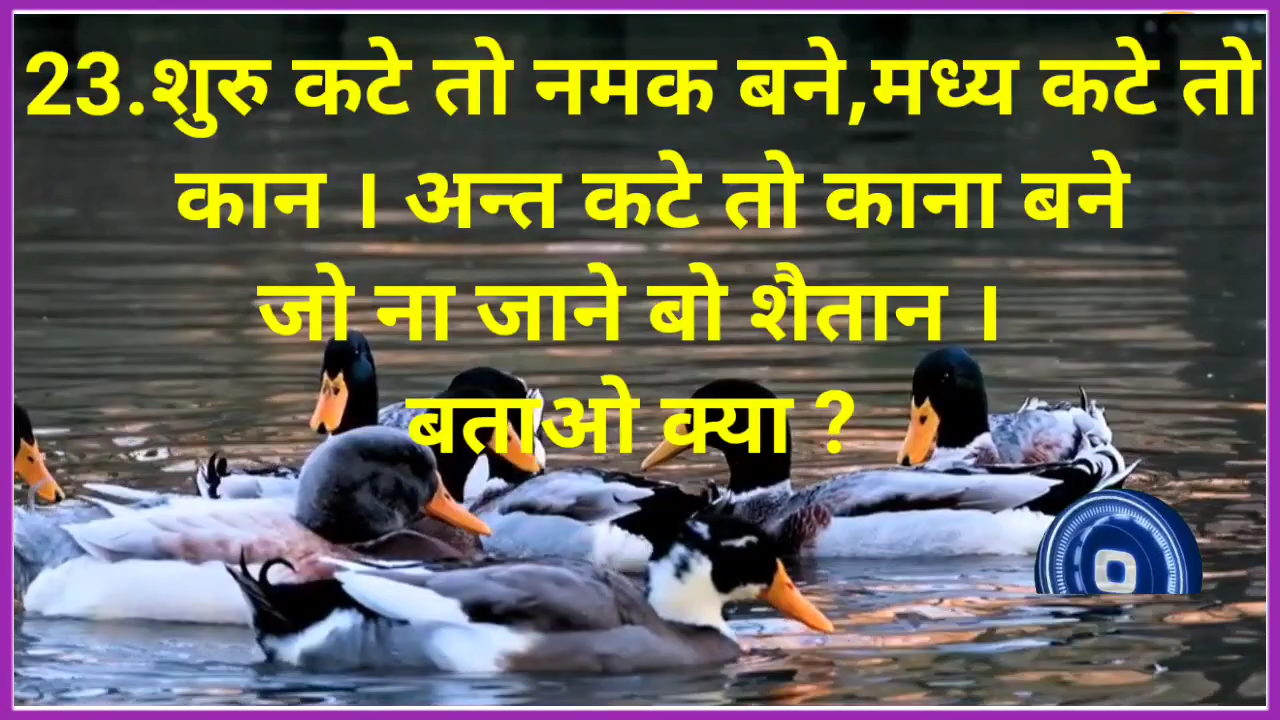 23.शुरु कटे तो नमक बने,मध्य कटे तो
कान । अन्त कटे तो काना बने
जो ना जाने बो शैतान ।
बताओ क्या ?